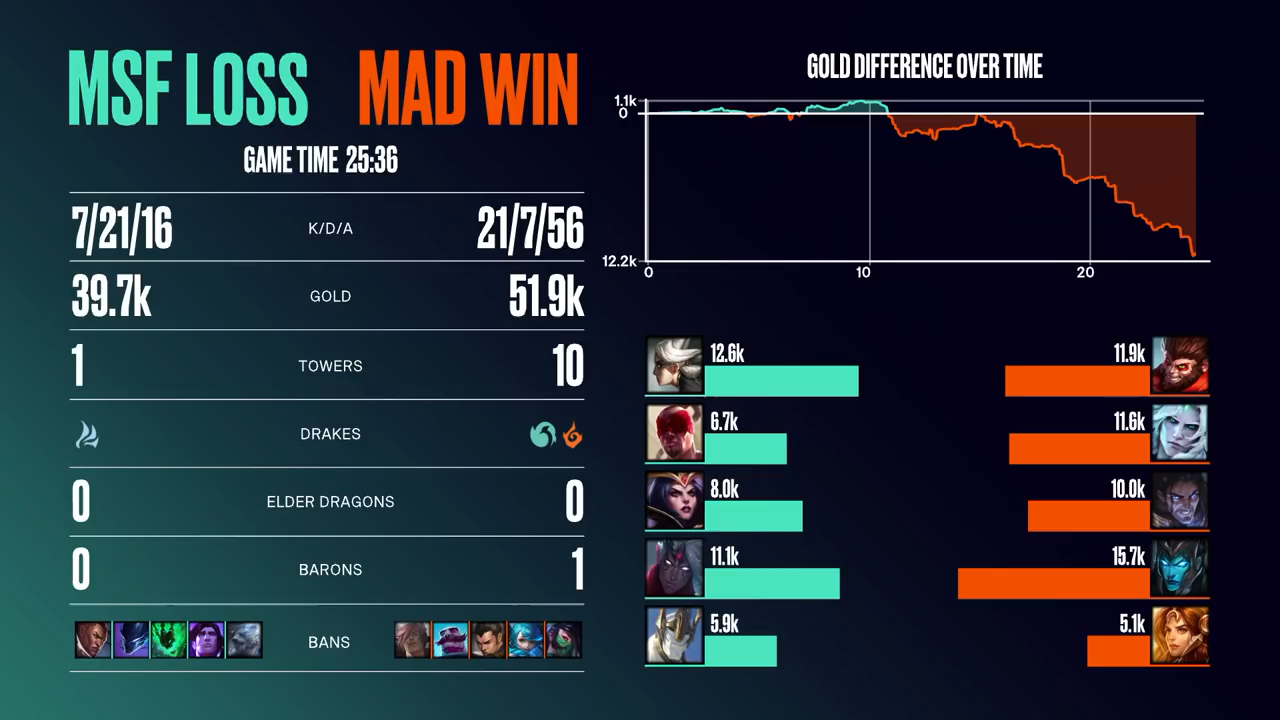 MSF LOSS MAD WIN
GAME TIME 25:36
7/21/16 K/D/A 21/7/56
39.7k GOLD 51.9k
1 TOWERS 10
DRAKES
0 ELDER DRAGONS 0
0 BARONS 1
BANS
GOLD DIFFERENCE OVER TIME
1.1k
0
12.2k
0 10 20
12.6k 11.9k
6.7k 11.6k
8.0k 10.0k
11.1k 15.7k
5.9k 5.1k